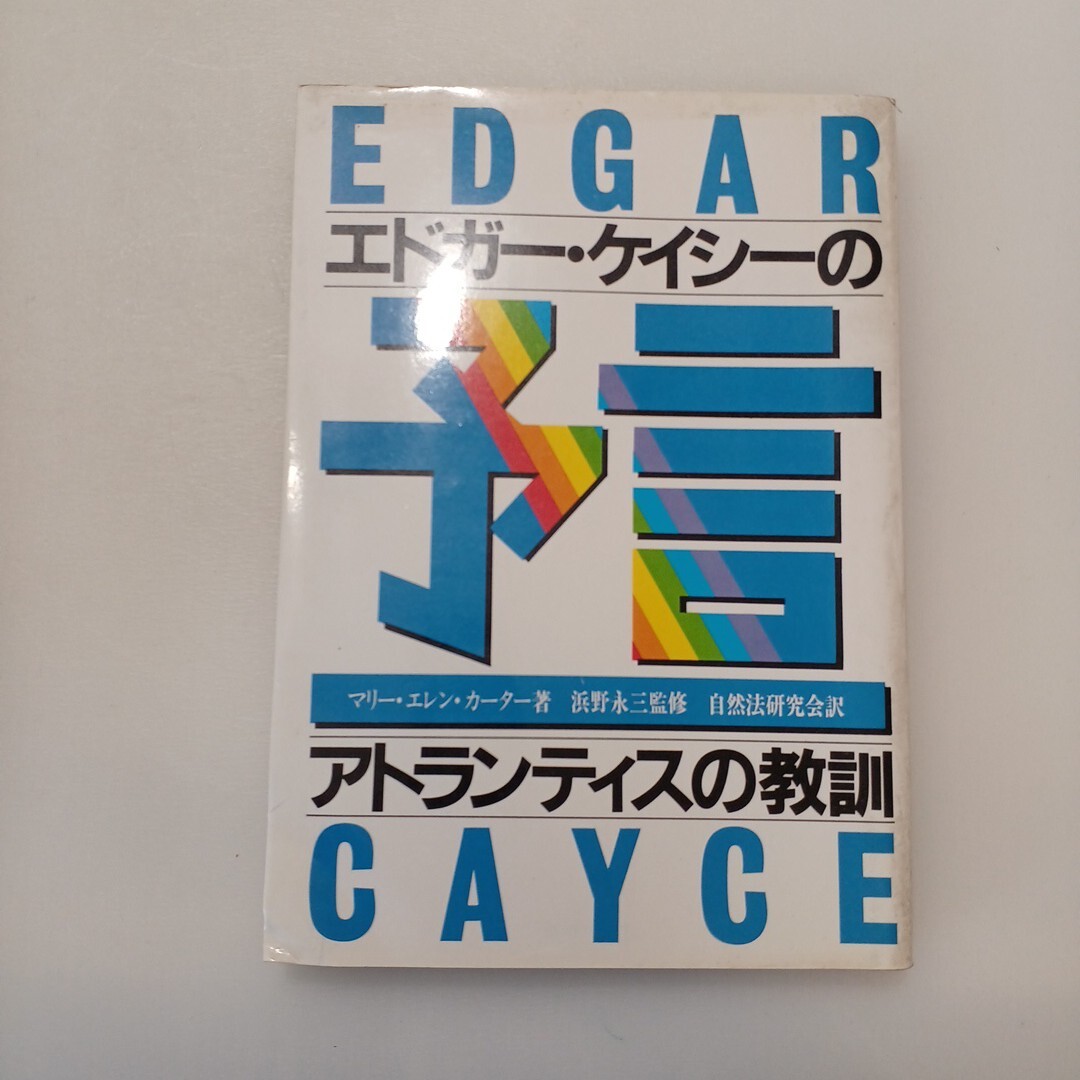 EDGAR
エドガー・ケイシーの
予言
マリー・エレン・カーター著 浜野永三監修 自然法研究会訳
アトランティスの教訓
CAYCE